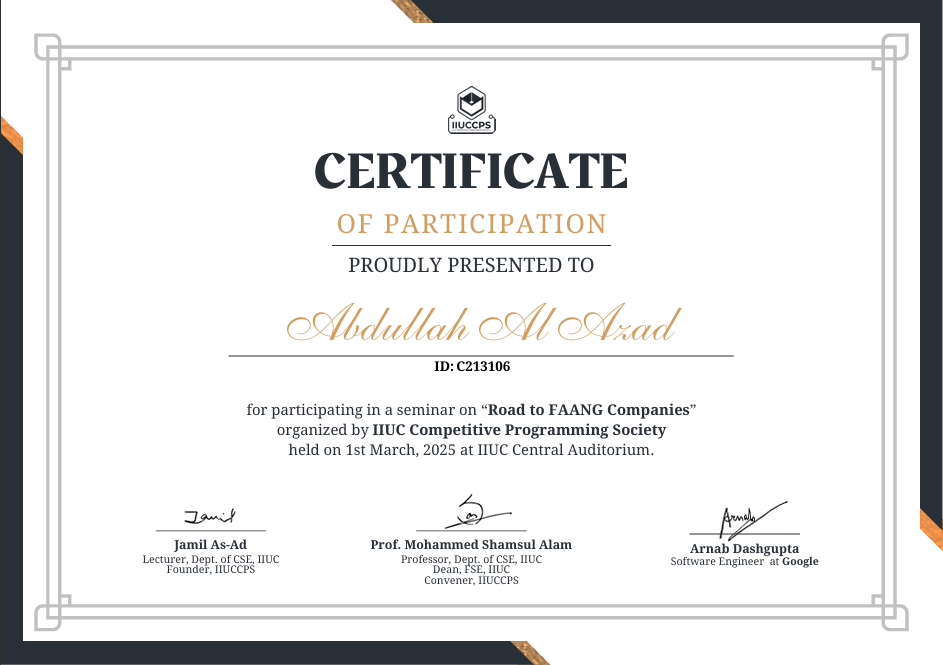 IIUCCPS
CERTIFICATE
OF PARTICIPATION
PROUDLY PRESENTED TO
Abdullah Al Azad
ID: C213106
for participating in a seminar on “Road to FAANG Companies”
organized by IIUC Competitive Programming Society
held on 1st March, 2025 at IIUC Central Auditorium.
Jamil
Jamil As-Ad
Lecturer, Dept. of CSE, IIUC
Founder, IIUCCPS
Prof. Mohammed Shamsul Alam
Professor, Dept. of CSE, IIUC
Dean, FSE, IIUC
Convener, IIUCCPS
Arnab
Arnab Dashgupta
Software Engineer at Google